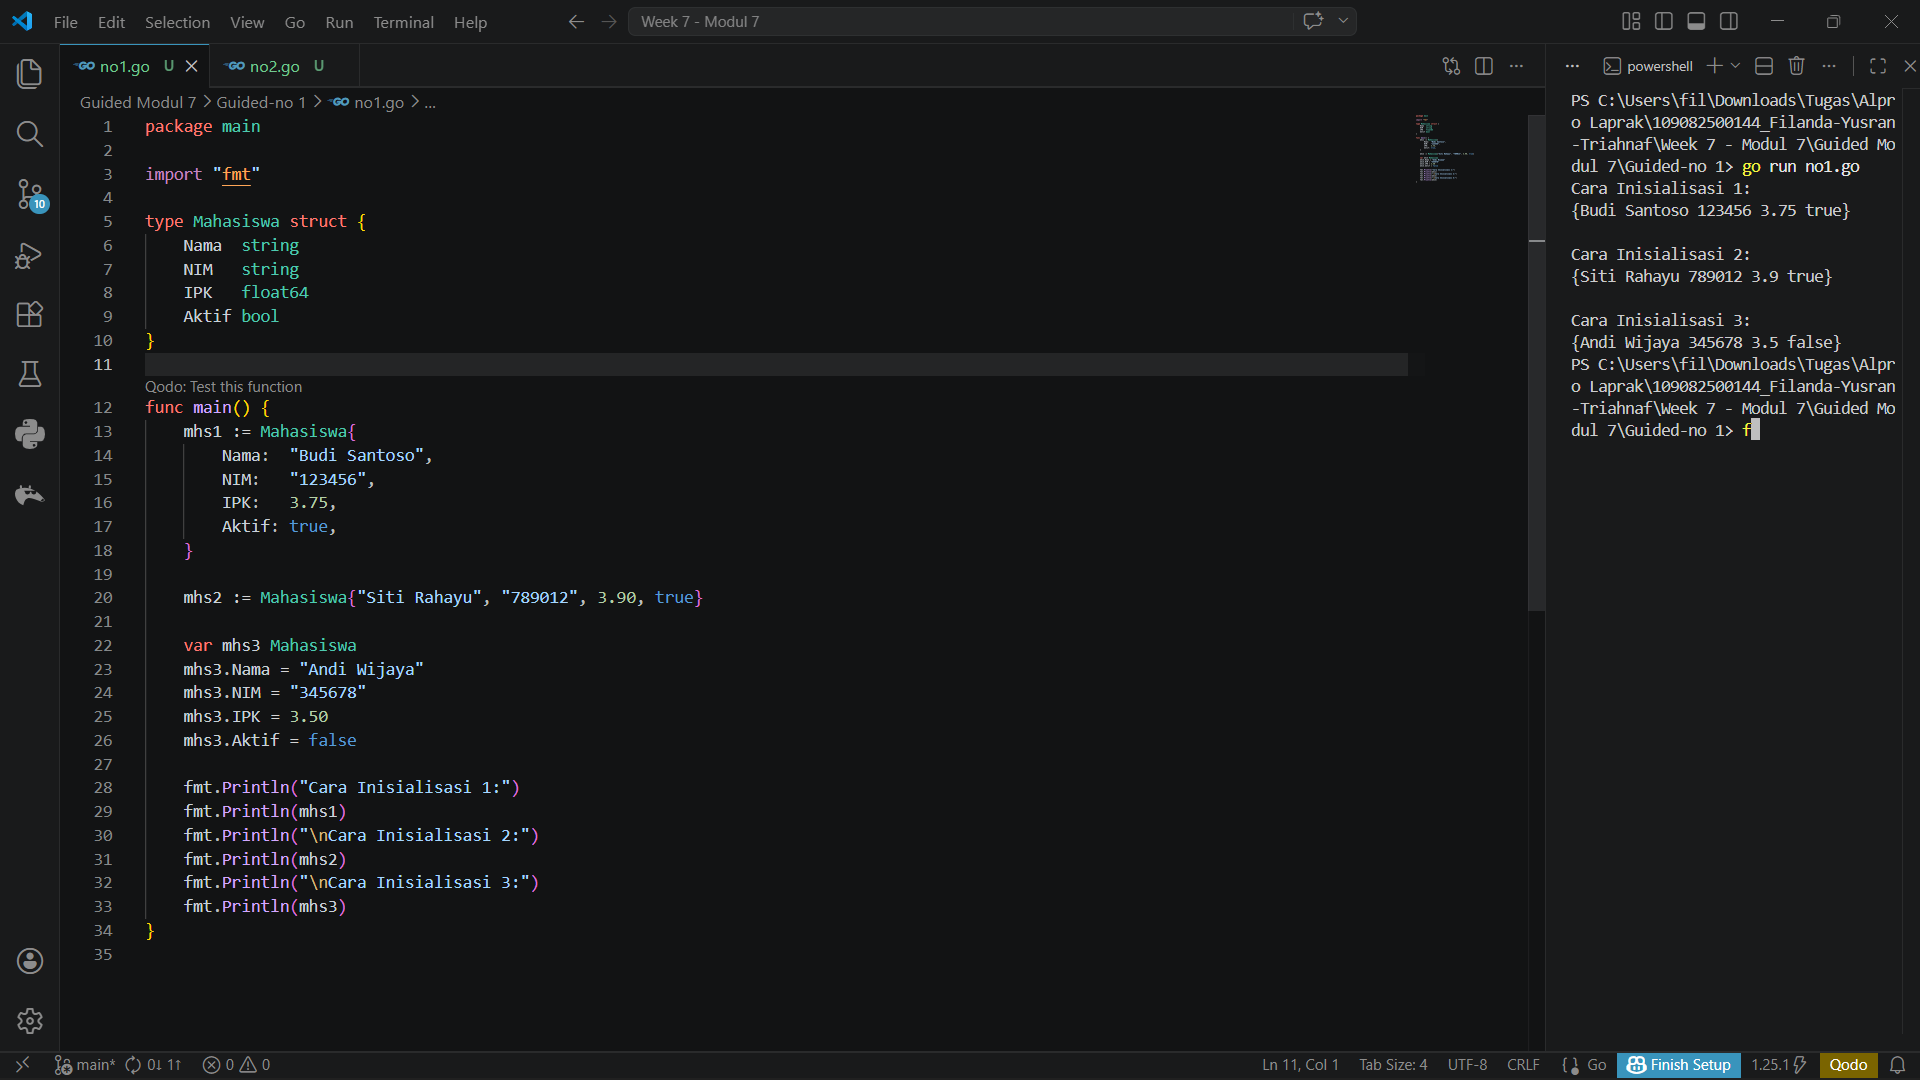 File Edit Selection View Go Run Terminal Help
Week 7 - Modul 7
GO no1.go U
GO no2.go U
Guided Modul 7 > Guided-no 1 > GO no1.go > ...
1 package main
2
3 import "fmt"
4
5 type Mahasiswa struct {
6 Nama string
7 NIM string
8 IPK float64
9 Aktif bool
10 }
11
Qodo: Test this function
12 func main() {
13 mhs1 := Mahasiswa{
14 Nama: "Budi Santoso",
15 NIM: "123456",
16 IPK: 3.75,
17 Aktif: true,
18 }
19
20 mhs2 := Mahasiswa{"Siti Rahayu", "789012", 3.90, true}
21
22 var mhs3 Mahasiswa
23 mhs3.Nama = "Andi Wijaya"
24 mhs3.NIM = "345678"
25 mhs3.IPK = 3.50
26 mhs3.Aktif = false
27
28 fmt.Println("Cara Inisialisasi 1:")
29 fmt.Println(mhs1)
30 fmt.Println("\nCara Inisialisasi 2:")
31 fmt.Println(mhs2)
32 fmt.Println("\nCara Inisialisasi 3:")
33 fmt.Println(mhs3)
34 }
35
powershell
PS C:\Users\fil\Downloads\Tugas\Alpr
o Laprak\109082500144_Filanda-Yusran
-Triahnaf\Week 7 - Modul 7\Guided Mo
dul 7\Guided-no 1> go run no1.go
Cara Inisialisasi 1:
{Budi Santoso 123456 3.75 true}
Cara Inisialisasi 2:
{Siti Rahayu 789012 3.9 true}
Cara Inisialisasi 3:
{Andi Wijaya 345678 3.5 false}
PS C:\Users\fil\Downloads\Tugas\Alpr
o Laprak\109082500144_Filanda-Yusran
-Triahnaf\Week 7 - Modul 7\Guided Mo
dul 7\Guided-no 1> f
10
main* 0↓ 1↑ 0 0
Ln 11, Col 1 Tab Size: 4 UTF-8 CRLF { } Go Finish Setup 1.25.1 Qodo